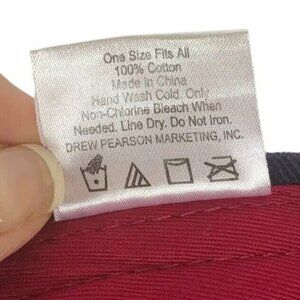 One Size Fits All
100% Cotton
Made in China
Hand Wash Cold. Only
Non-Chlorine Bleach When
Needed. Line Dry. Do Not Iron.
DREW PEARSON MARKETING, INC.